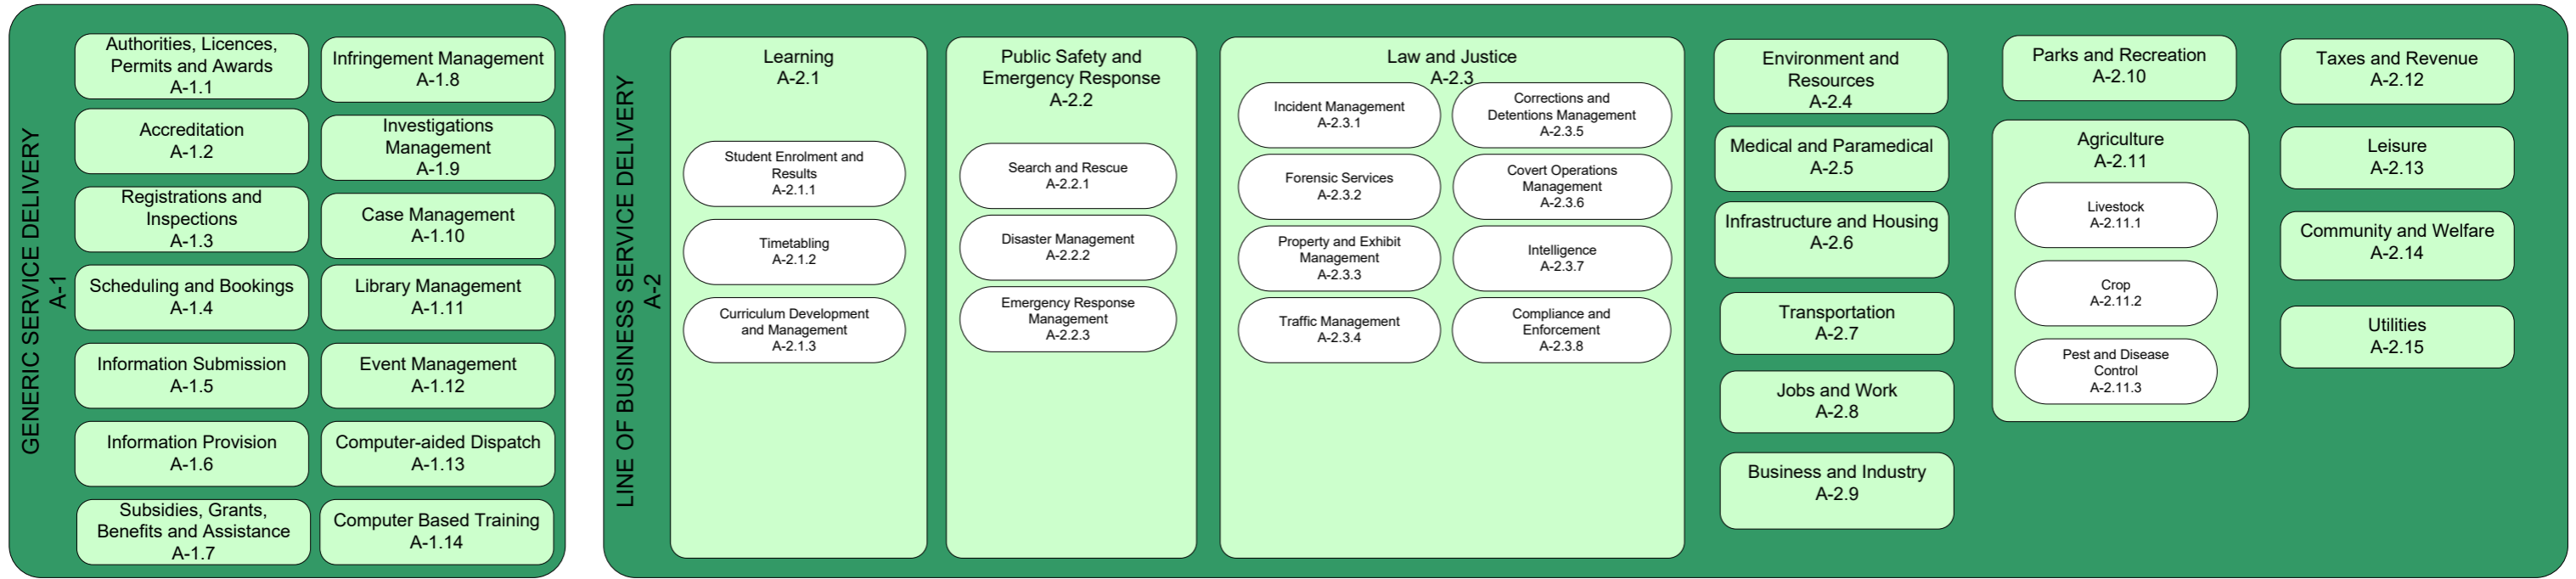 GENERIC SERVICE DELIVERY
A-1
Authorities, Licences,
Permits and Awards
A-1.1
Accreditation
A-1.2
Registrations and
Inspections
A-1.3
Scheduling and Bookings
A-1.4
Information Submission
A-1.5
Information Provision
A-1.6
Subsidies, Grants,
Benefits and Assistance
A-1.7
Infringement Management
A-1.8
Investigations
Management
A-1.9
Case Management
A-1.10
Library Management
A-1.11
Event Management
A-1.12
Computer-aided Dispatch
A-1.13
Computer Based Training
A-1.14
LINE OF BUSINESS SERVICE DELIVERY
A-2
Learning
A-2.1
Student Enrolment and
Results
A-2.1.1
Timetabling
A-2.1.2
Curriculum Development
and Management
A-2.1.3
Public Safety and
Emergency Response
A-2.2
Search and Rescue
A-2.2.1
Disaster Management
A-2.2.2
Emergency Response
Management
A-2.2.3
Law and Justice
A-2.3
Incident Management
A-2.3.1
Forensic Services
A-2.3.2
Property and Exhibit
Management
A-2.3.3
Traffic Management
A-2.3.4
Corrections and
Detentions Management
A-2.3.5
Covert Operations
Management
A-2.3.6
Intelligence
A-2.3.7
Compliance and
Enforcement
A-2.3.8
Environment and
Resources
A-2.4
Medical and Paramedical
A-2.5
Infrastructure and Housing
A-2.6
Transportation
A-2.7
Jobs and Work
A-2.8
Business and Industry
A-2.9
Parks and Recreation
A-2.10
Agriculture
A-2.11
Livestock
A-2.11.1
Crop
A-2.11.2
Pest and Disease
Control
A-2.11.3
Taxes and Revenue
A-2.12
Leisure
A-2.13
Community and Welfare
A-2.14
Utilities
A-2.15